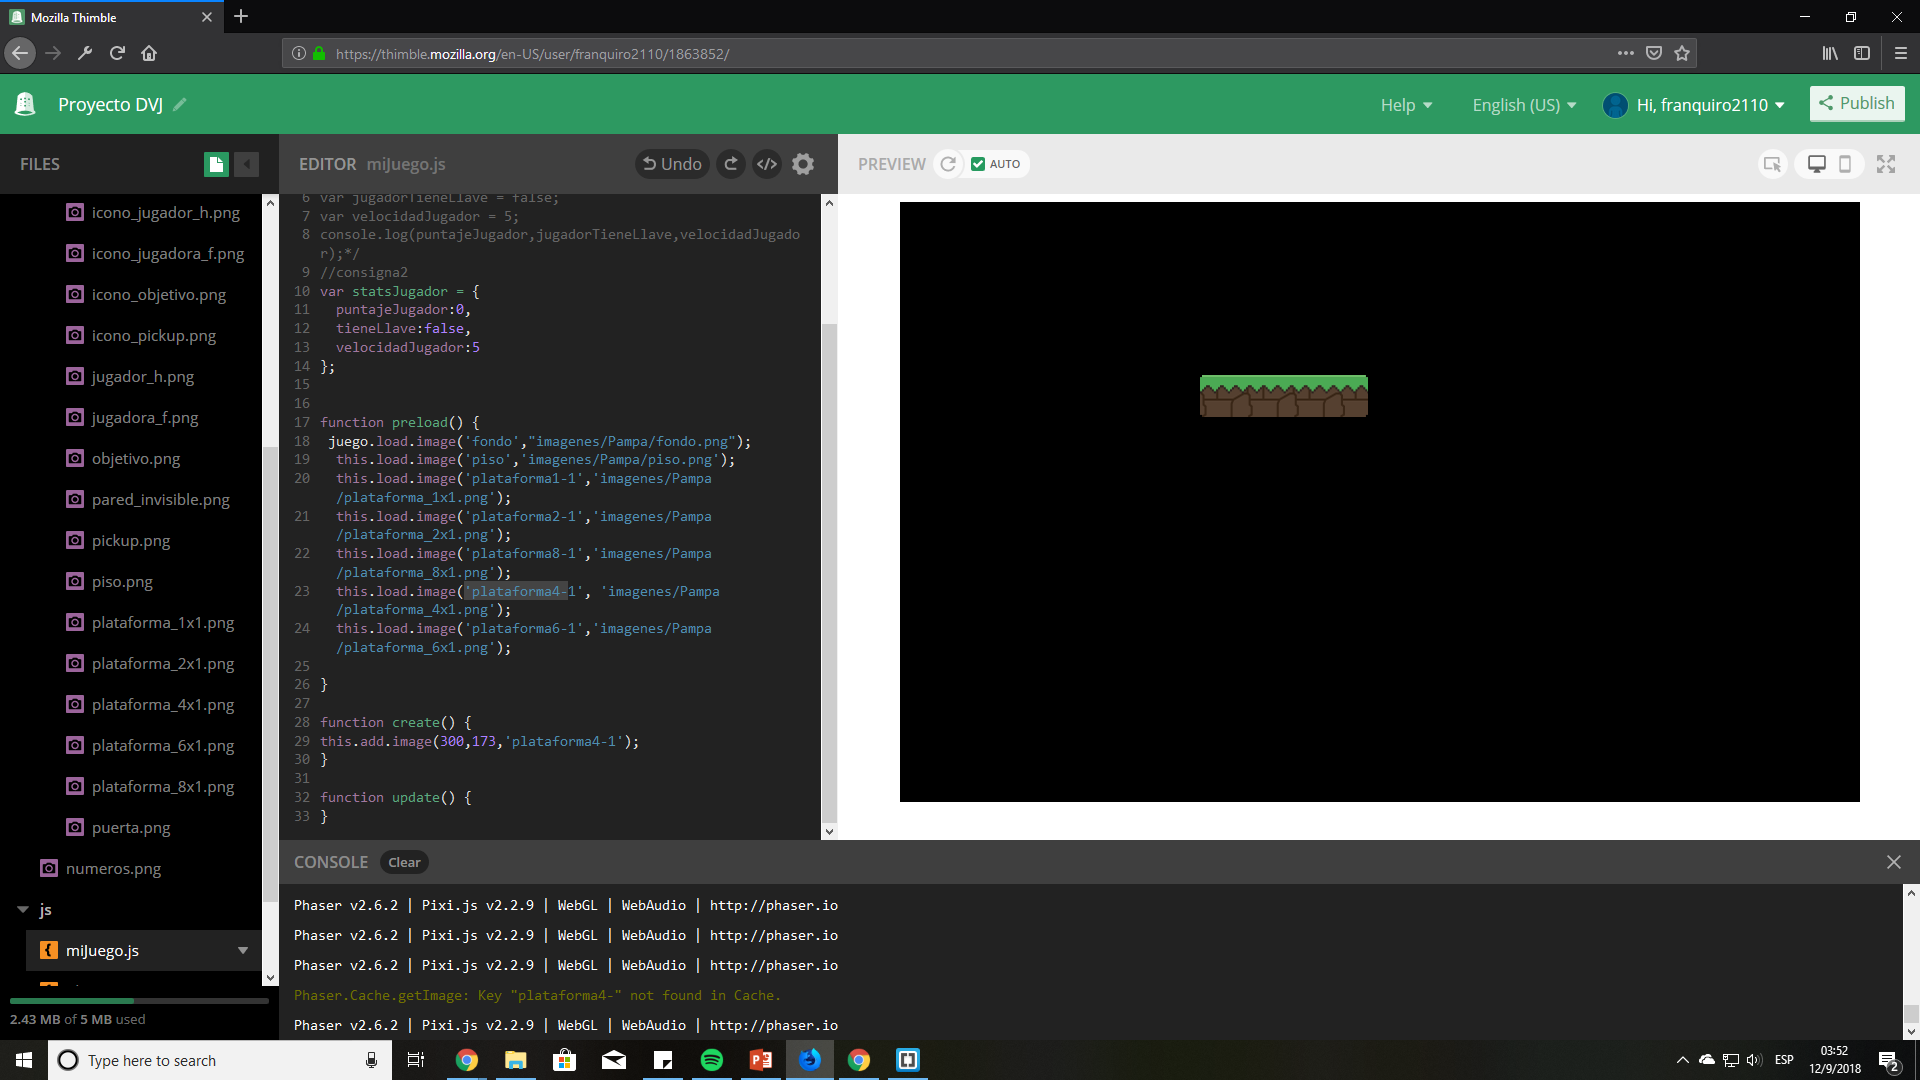 Mozilla Thimble
https://thimble.mozilla.org/en-US/user/franquiro2110/1863852/
Proyecto DVJ
Help
English (US)
Hi, franquiro2110
Publish
FILES
EDITOR miJuego.js
Undo
PREVIEW
AUTO
icono_jugador_h.png
icono_jugadora_f.png
icono_objetivo.png
icono_pickup.png
jugador_h.png
jugadora_f.png
objetivo.png
pared_invisible.png
pickup.png
piso.png
plataforma_1x1.png
plataforma_2x1.png
plataforma_4x1.png
plataforma_6x1.png
plataforma_8x1.png
puerta.png
numeros.png
js
miJuego.js
2.43 MB of 5 MB used
6 var jugadorTieneLlave = false;
7 var velocidadJugador = 5;
8 console.log(puntajeJugador,jugadorTieneLlave,velocidadJugado
r);*/
9 //consigna2
10 var statsJugador = {
11 puntajeJugador:0,
12 tieneLlave:false,
13 velocidadJugador:5
14 };
15
16
17 function preload() {
18 juego.load.image('fondo',"imagenes/Pampa/fondo.png");
19 this.load.image('piso','imagenes/Pampa/piso.png');
20 this.load.image('plataforma1-1','imagenes/Pampa
/plataforma_1x1.png');
21 this.load.image('plataforma2-1','imagenes/Pampa
/plataforma_2x1.png');
22 this.load.image('plataforma8-1','imagenes/Pampa
/plataforma_8x1.png');
23 this.load.image('plataforma4-1', 'imagenes/Pampa
/plataforma_4x1.png');
24 this.load.image('plataforma6-1','imagenes/Pampa
/plataforma_6x1.png');
25
26 }
27
28 function create() {
29 this.add.image(300,173,'plataforma4-1');
30 }
31
32 function update() {
33 }
CONSOLE
Clear
Phaser v2.6.2 | Pixi.js v2.2.9 | WebGL | WebAudio | http://phaser.io
Phaser v2.6.2 | Pixi.js v2.2.9 | WebGL | WebAudio | http://phaser.io
Phaser v2.6.2 | Pixi.js v2.2.9 | WebGL | WebAudio | http://phaser.io
Phaser.Cache.getImage: Key "plataforma4-" not found in Cache.
Phaser v2.6.2 | Pixi.js v2.2.9 | WebGL | WebAudio | http://phaser.io
Type here to search
ESP
03:52
12/9/2018
2